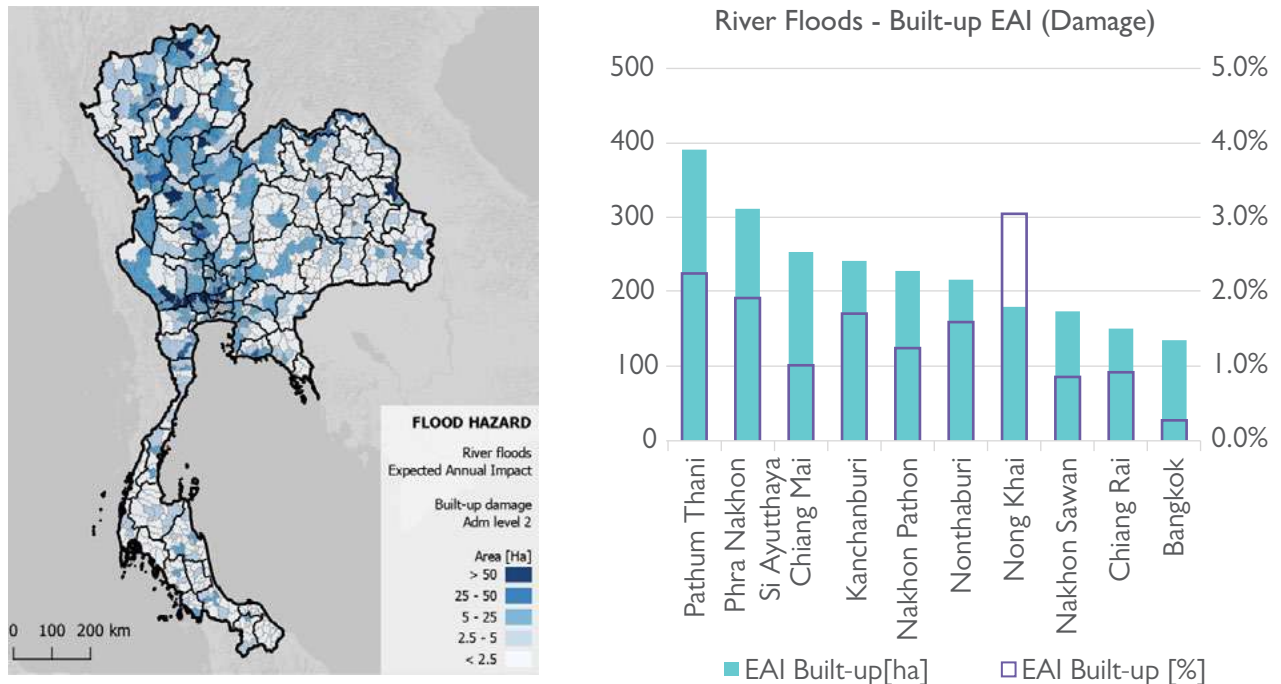 FLOOD HAZARD
River floods
Expected Annual Impact
Built-up damage
Adm level 2
Area [Ha]
> 50
25 - 50
5 - 25
2.5 - 5
< 2.5
0 100 200 km
River Floods - Built-up EAI (Damage)
500
400
300
200
100
0
5.0%
4.0%
3.0%
2.0%
1.0%
0.0%
Pathum Thani
Phra Nakhon
Si Ayutthaya
Chiang Mai
Kanchanburi
Nakhon Pathon
Nonthaburi
Nong Khai
Nakhon Sawan
Chiang Rai
Bangkok
EAI Built-up[ha]
EAI Built-up [%]